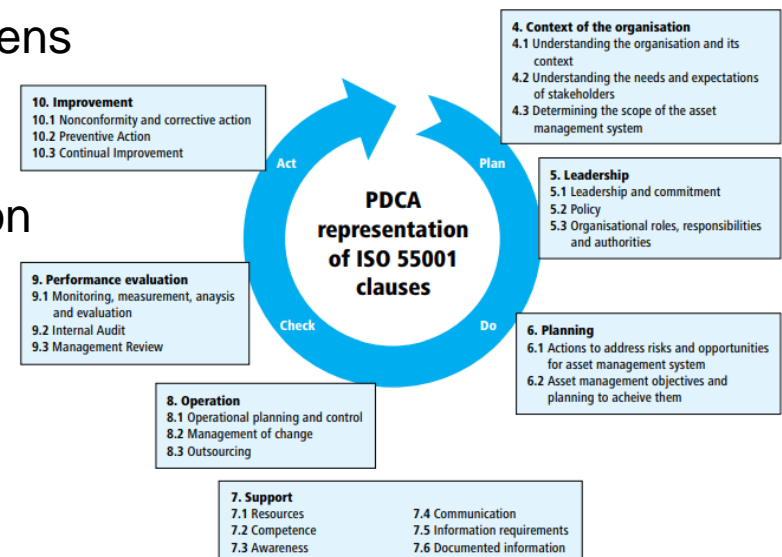 ens
on
4. Context of the organisation
4.1 Understanding the organisation and its
context
4.2 Understanding the needs and expectations
of stakeholders
4.3 Determining the scope of the asset
management system
10. Improvement
10.1 Nonconformity and corrective action
10.2 Preventive Action
10.3 Continual Improvement
Act
Plan
PDCA
representation
of ISO 55001
clauses
5. Leadership
5.1 Leadership and commitment
5.2 Policy
5.3 Organisational roles, responsibilities
and authorities
9. Performance evaluation
9.1 Monitoring, measurement, anaysis
and evaluation
9.2 Internal Audit
9.3 Management Review
Check
Do
6. Planning
6.1 Actions to address risks and opportunities
for asset management system
6.2 Asset management objectives and
planning to acheive them
8. Operation
8.1 Operational planning and control
8.2 Management of change
8.3 Outsourcing
7. Support
7.1 Resources
7.2 Competence
7.3 Awareness
7.4 Communication
7.5 Information requirements
7.6 Documented information